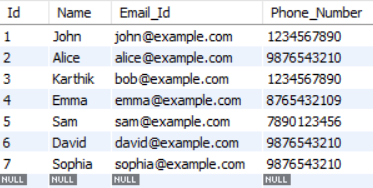 Id Name Email_Id Phone_Number
1 John john@example.com 1234567890
2 Alice alice@example.com 9876543210
3 Karthik bob@example.com 1234567890
4 Emma emma@example.com 8765432109
5 Sam sam@example.com 7890123456
6 David david@example.com 9876543210
7 Sophia sophia@example.com 9876543210
NULL NULL NULL NULL